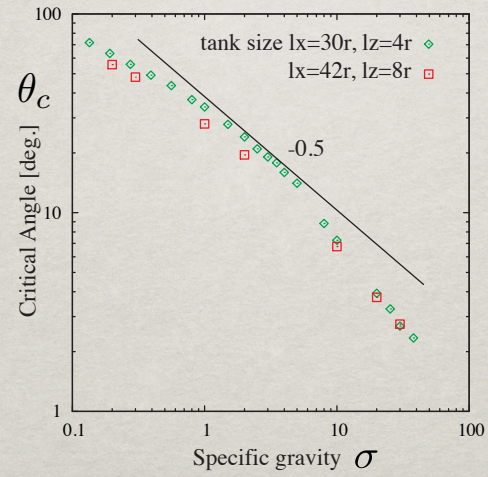 100
tank size lx=30r, lz=4r
lx=42r, lz=8r
θc
-0.5
Critical Angle [deg.]
10
1
0.1 1 10 100
Specific gravity σ